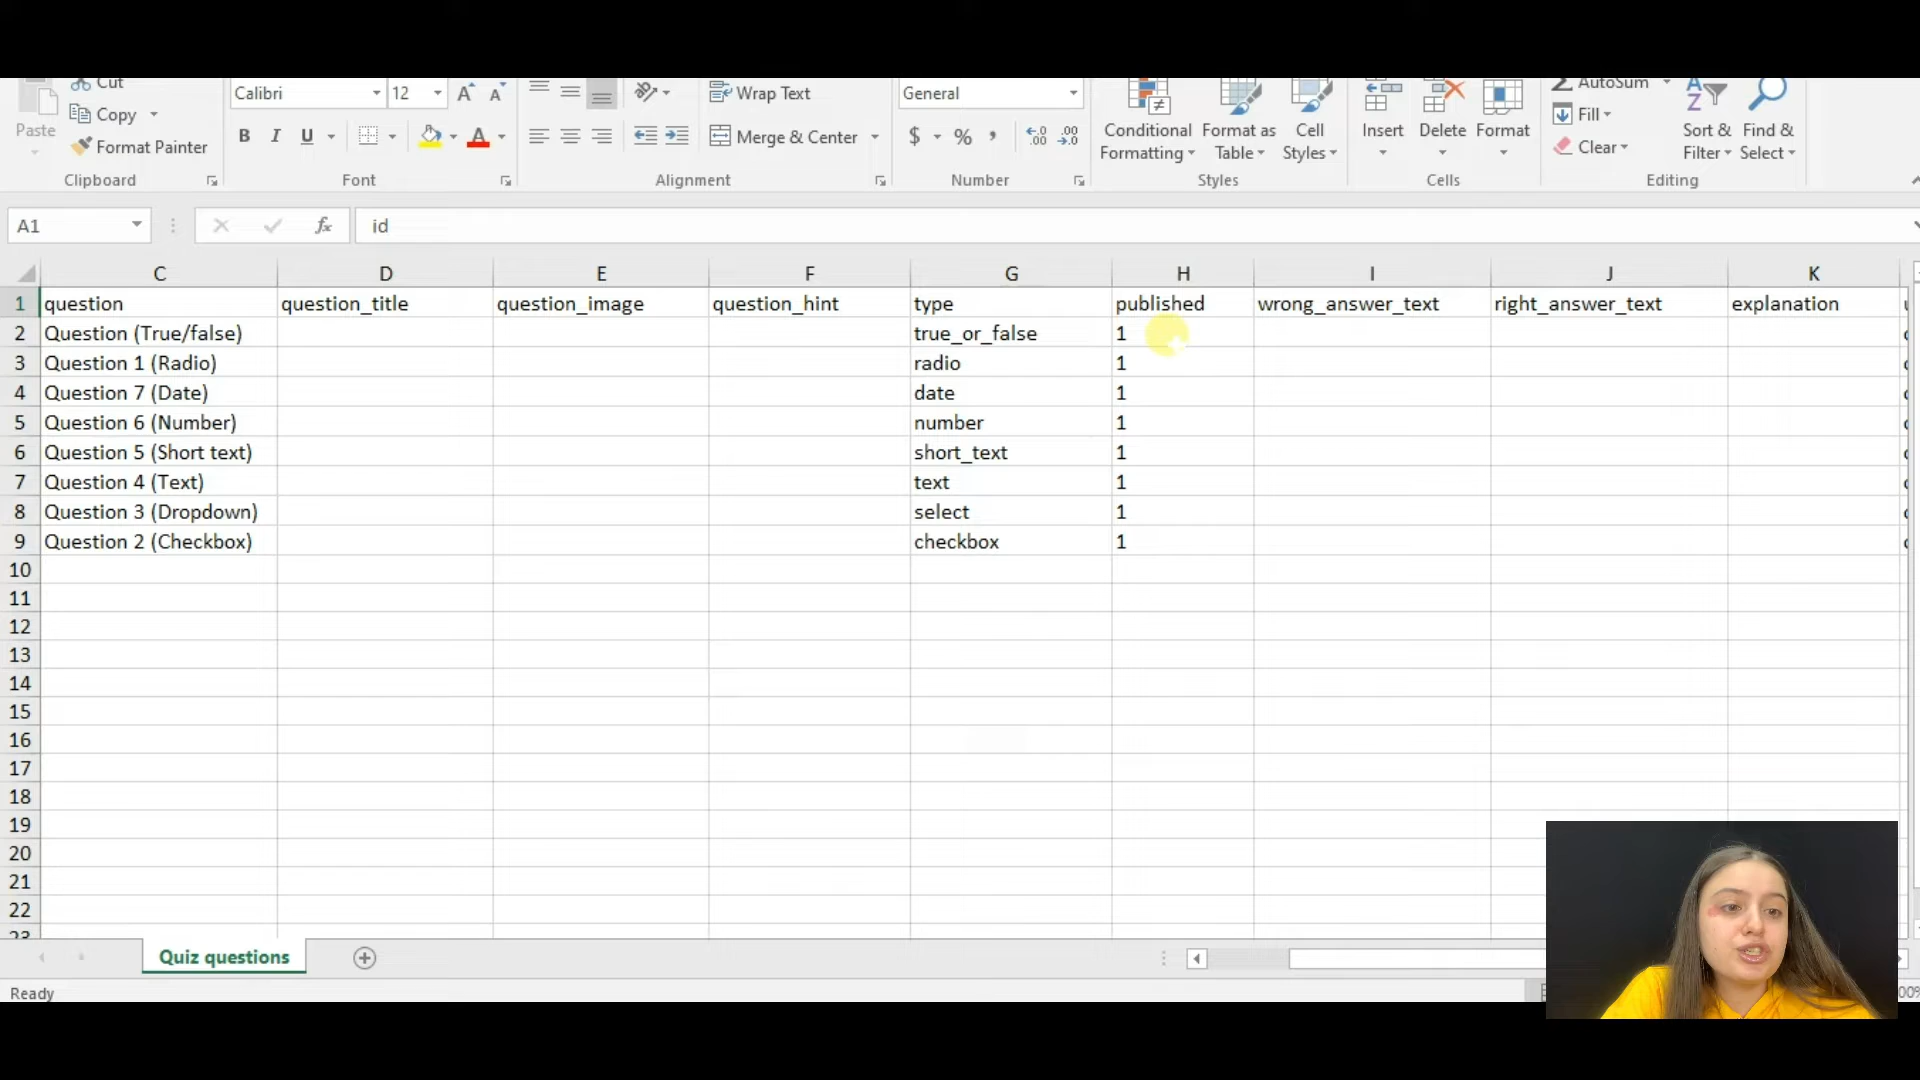 Cut
Calibri 12 Wrap Text General AutoSum
Copy
Paste Conditional Format as Cell Insert Delete Format Fill Sort & Find &
Merge & Center $ % , .00 .00
Format Painter Formatting Table Styles Clear Filter Select
B I U A
Clipboard Font Alignment Number Styles Cells Editing
A1 fx id
C D E F G H I J K
1 question question_title question_image question_hint type published wrong_answer_text right_answer_text explanation
2 Question (True/false) true_or_false 1
3 Question 1 (Radio) radio 1
4 Question 7 (Date) date 1
5 Question 6 (Number) number 1
6 Question 5 (Short text) short_text 1
7 Question 4 (Text) text 1
8 Question 3 (Dropdown) select 1
9 Question 2 (Checkbox) checkbox 1
10
11
12
13
14
15
16
17
18
19
20
21
22
23
Quiz questions
Ready